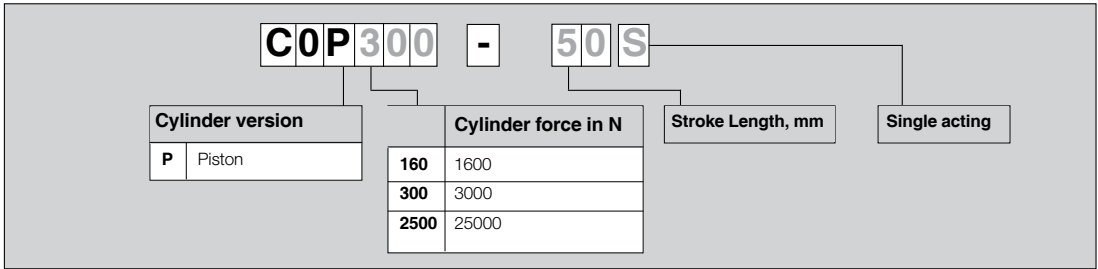 C0P300 - 50S
Cylinder version
P Piston
Cylinder force in N
160 1600
300 3000
2500 25000
Stroke Length, mm
Single acting